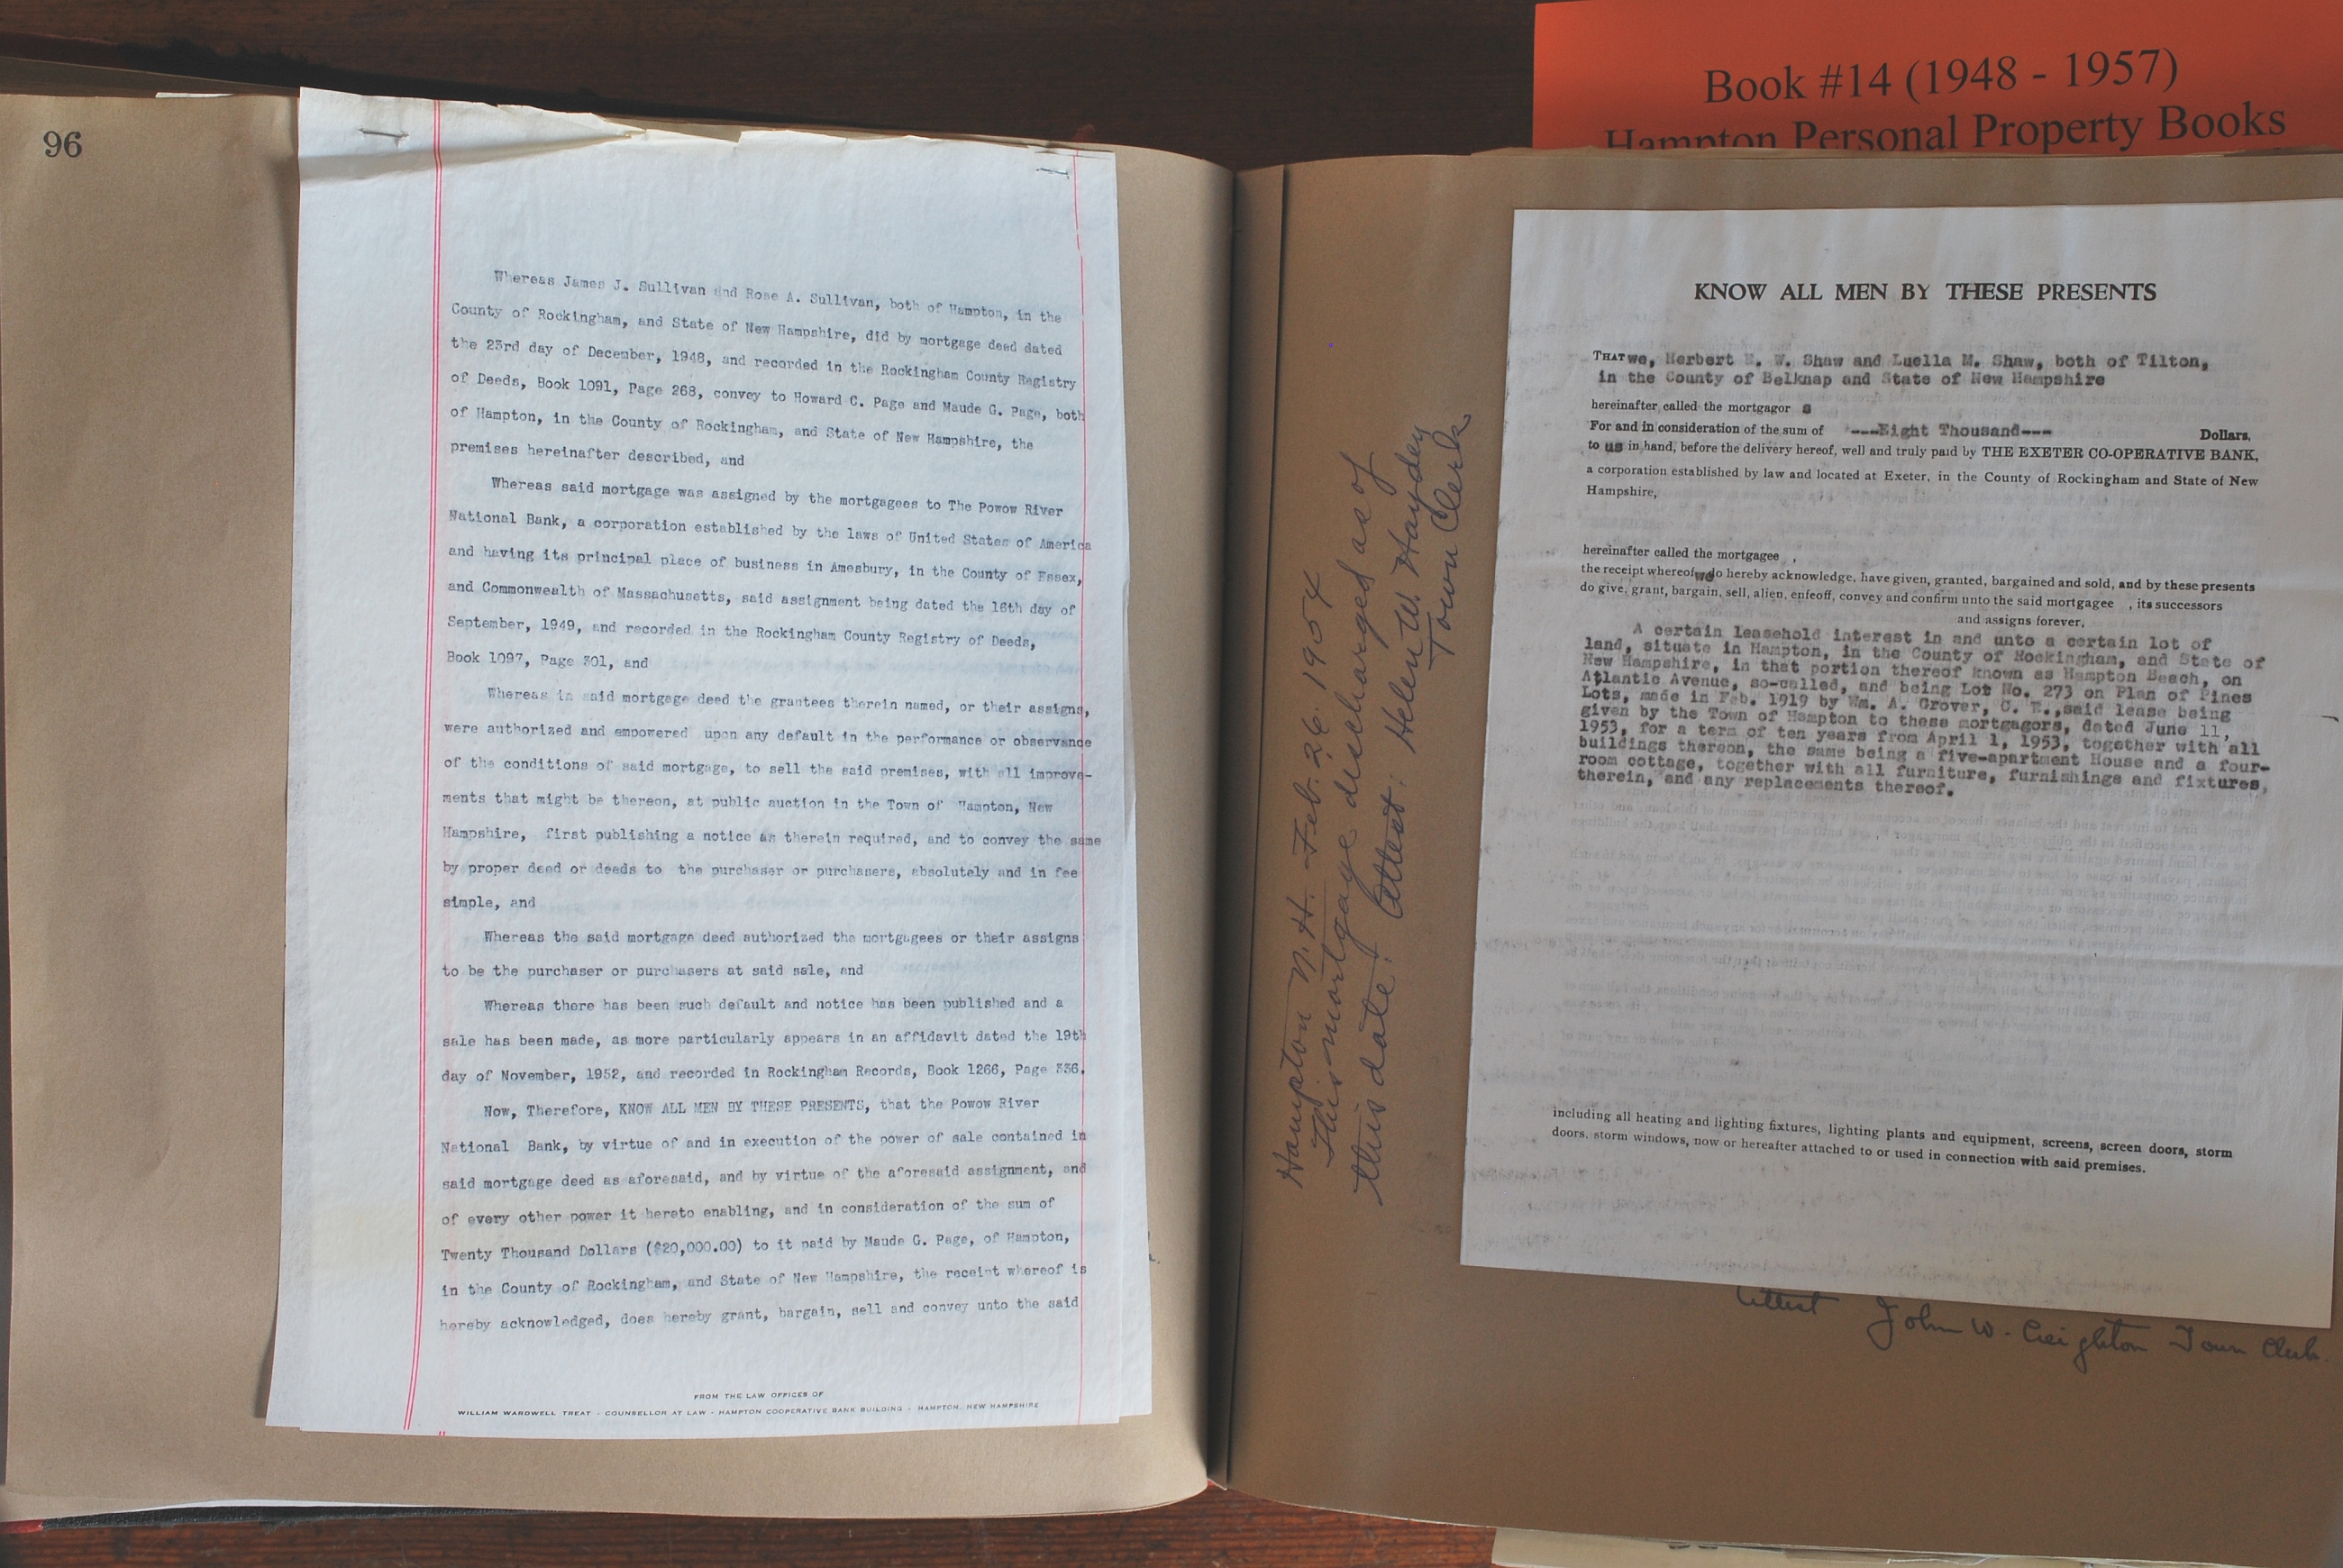 Book #14 (1948 - 1957)
Hampton Personal Property Books
96
Whereas James J. Sullivan and Rose A. Sullivan, both of Hampton, in the
County of Rockingham, and State of New Hampshire, did by mortgage deed dated
the 23rd day of December, 1948, and recorded in the Rockingham County Registry
of Deeds, Book 1091, Page 268, convey to Howard C. Page and Maude G. Page, both
of Hampton, in the County of Rockingham, and State of New Hampshire, the
premises hereinafter described, and
Whereas said mortgage was assigned by the mortgagees to The Powow River
National Bank, a corporation established by the laws of United States of America
and having its principal place of business in Amesbury, in the County of Essex,
and Commonwealth of Massachusetts, said assignment being dated the 16th day of
September, 1949, and recorded in the Rockingham County Registry of Deeds,
Book 1097, Page 301, and
Whereas in said mortgage deed the grantees therein named, or their assigns,
were authorized and empowered upon any default in the performance or observance
of the conditions of said mortgage, to sell the said premises, with all improve-
ments that might be thereon, at public auction in the Town of Hampton, New
Hampshire, first publishing a notice as therein required, and to convey the same
by proper deed or deeds to the purchaser or purchasers, absolutely and in fee
simple, and
Whereas the said mortgage deed authorized the mortgagees or their assigns
to be the purchaser or purchasers at said sale, and
Whereas there has been such default and notice has been published and a
sale has been made, as more particularly appears in an affidavit dated the 19th
day of November, 1952, and recorded in Rockingham Records, Book 1266, Page 336.
Now, Therefore, KNOW ALL MEN BY THESE PRESENTS, that the Powow River
National Bank, by virtue of and in execution of the power of sale contained in
said mortgage deed as aforesaid, and by virtue of the aforesaid assignment, and
of every other power it hereto enabling, and in consideration of the sum of
Twenty Thousand Dollars ($20,000.00) to it paid by Maude G. Page, of Hampton,
in the County of Rockingham, and State of New Hampshire, the receipt whereof is
hereby acknowledged, does hereby grant, bargain, sell and convey unto the said
FROM THE LAW OFFICES OF
WILLIAM WARDWELL TREAT - COUNSELLOR AT LAW - HAMPTON COOPERATIVE BANK BUILDING - HAMPTON, NEW HAMPSHIRE
Hampton N. H. Feb. 26. 1954
This mortgage discharged as of
this date. Attest: Helen W. Hayden
Town Clerk
KNOW ALL MEN BY THESE PRESENTS
THAT we, Herbert W. Shaw and Luella M. Shaw, both of Tilton,
in the County of Belknap and State of New Hampshire
hereinafter called the mortgagor s
For and in consideration of the sum of ---Eight Thousand--- Dollars,
to us in hand, before the delivery hereof, well and truly paid by THE EXETER CO-OPERATIVE BANK,
a corporation established by law and located at Exeter, in the County of Rockingham and State of New
Hampshire,
hereinafter called the mortgagee ,
the receipt whereof we do hereby acknowledge, have given, granted, bargained and sold, and by these presents
do give, grant, bargain, sell, alien, enfeoff, convey and confirm unto the said mortgagee , its successors
and assigns forever,
A certain leasehold interest in and unto a certain lot of
land, situate in Hampton, in the County of Rockingham, and State of
New Hampshire, in that portion thereof known as Hampton Beach, on
Atlantic Avenue, so-called, and being Lot No. 273 on Plan of Pines
Lots, made in Feb. 1919 by Wm. A. Grover, C. E., said lease being
given by the Town of Hampton to these mortgagors, dated June 11,
1953, for a term of ten years from April 1, 1953, together with all
buildings thereon, the same being a five-apartment House and a four-
room cottage, together with all furniture, furnishings and fixtures,
therein, and any replacements thereof.
including all heating and lighting fixtures, lighting plants and equipment, screens, screen doors, storm
doors, storm windows, now or hereafter attached to or used in connection with said premises.
Attest John W. Creighton Town Clerk